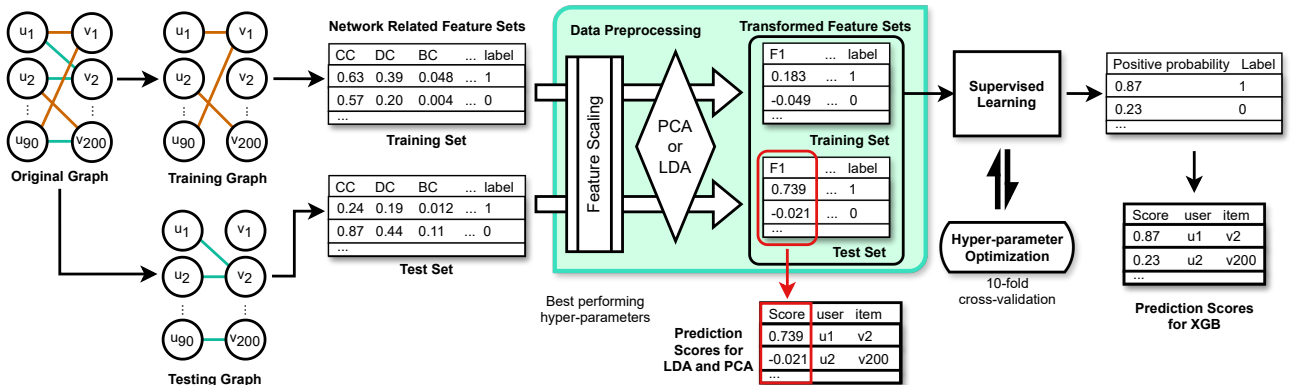 u1 v1
u2 v2
u90 v200
Original Graph
u1 v1
u2 v2
u90 v200
Training Graph
u1 v1
u2 v2
u90 v200
Testing Graph
Network Related Feature Sets
CC DC BC ... label
0.63 0.39 0.048 ... 1
0.57 0.20 0.004 ... 0
...
Training Set
CC DC BC ... label
0.24 0.19 0.012 ... 1
0.87 0.44 0.11 ... 0
...
Test Set
Data Preprocessing
Feature Scaling
PCA
or
LDA
Transformed Feature Sets
F1 ... label
0.183 ... 1
-0.049 ... 0
...
Training Set
F1 ... label
0.739 ... 1
-0.021 ... 0
...
Test Set
Best performing
hyper-parameters
Prediction
Scores for
LDA and PCA
Score user item
0.739 u1 v2
-0.021 u2 v200
...
Supervised
Learning
Hyper-parameter
Optimization
10-fold
cross-validation
Positive probability Label
0.87 1
0.23 0
...
Score user item
0.87 u1 v2
0.23 u2 v200
...
Prediction Scores
for XGB